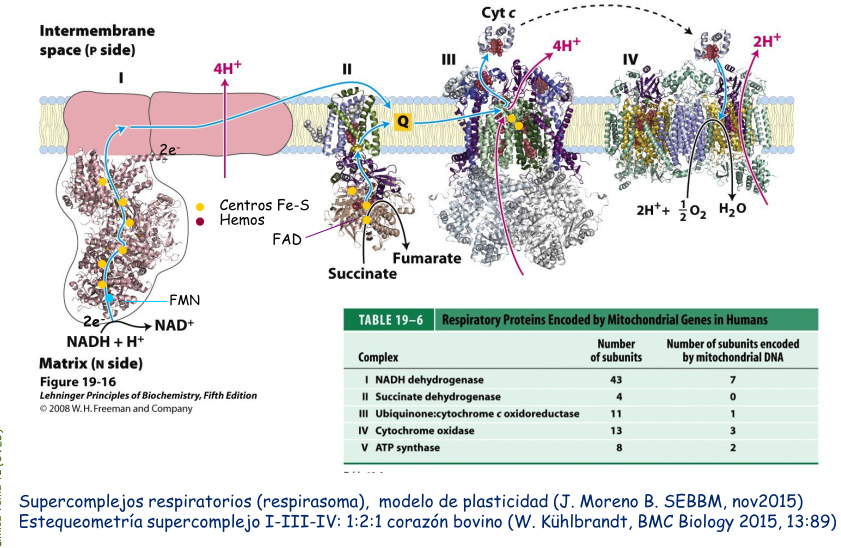 Cyt c
Intermembrane
space (P side)
I
4H⁺
II
III
4H⁺
IV
2H⁺
Q
2e⁻
Centros Fe-S
Hemos
FAD
Succinate
Fumarate
2H⁺ + ½O₂
H₂O
FMN
2e⁻
NAD⁺
NADH + H⁺
Matrix (N side)
Figure 19-16
Lehninger Principles of Biochemistry, Fifth Edition
© 2008 W. H. Freeman and Company
TABLE 19–6 Respiratory Proteins Encoded by Mitochondrial Genes in Humans
Number Number of subunits encoded
Complex of subunits by mitochondrial DNA
I NADH dehydrogenase 43 7
II Succinate dehydrogenase 4 0
III Ubiquinone:cytochrome c oxidoreductase 11 1
IV Cytochrome oxidase 13 3
V ATP synthase 8 2
Supercomplejos respiratorios (respirasoma), modelo de plasticidad (J. Moreno B. SEBBM, nov2015)
Estequeometría supercomplejo I-III-IV: 1:2:1 corazón bovino (W. Kühlbrandt, BMC Biology 2015, 13:89)